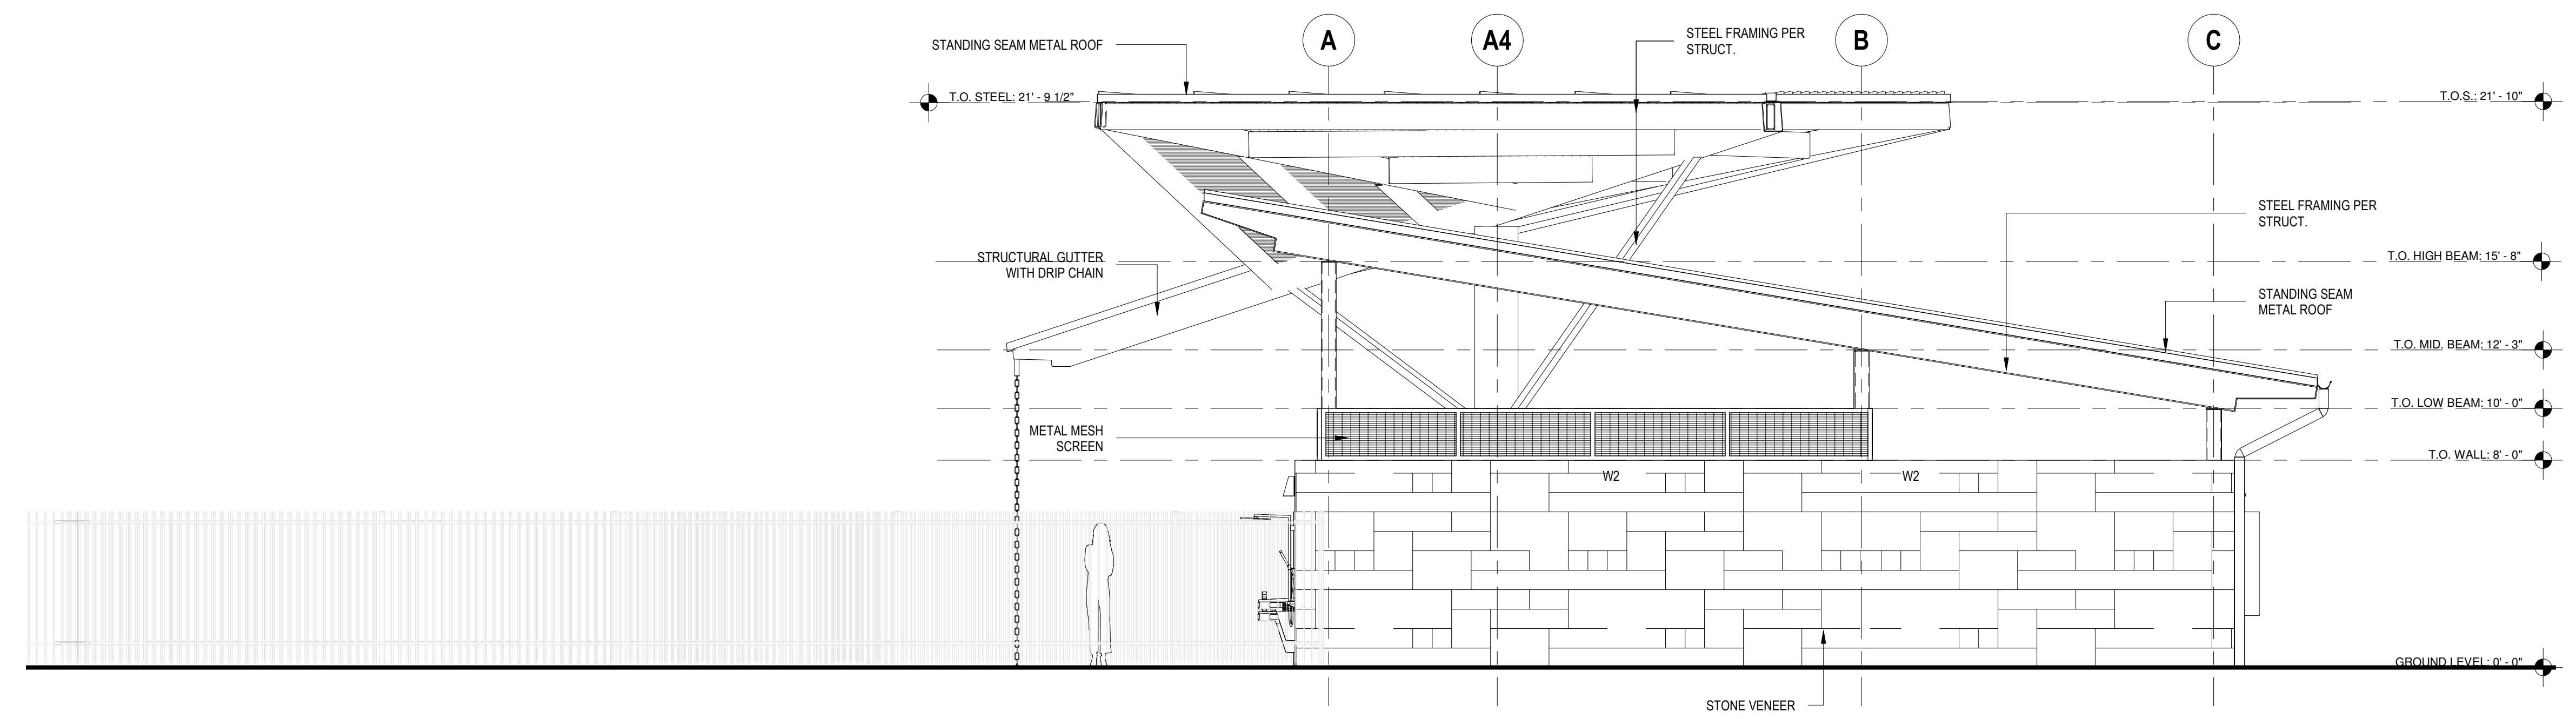 A
A4
B
C
STANDING SEAM METAL ROOF
STEEL FRAMING PER
STRUCT.
T.O. STEEL: 21' - 9 1/2"
T.O.S.: 21' - 10"
STEEL FRAMING PER
STRUCT.
STRUCTURAL GUTTER
WITH DRIP CHAIN
T.O. HIGH BEAM: 15' - 8"
STANDING SEAM
METAL ROOF
T.O. MID. BEAM: 12' - 3"
T.O. LOW BEAM: 10' - 0"
METAL MESH
SCREEN
T.O. WALL: 8' - 0"
W2
W2
GROUND LEVEL: 0' - 0"
STONE VENEER